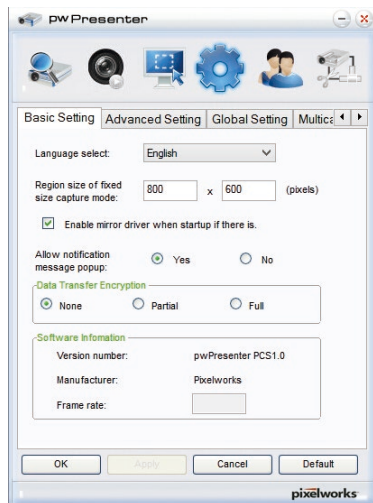 pwPresenter
Basic Setting Advanced Setting Global Setting Multica
Language select: English
Region size of fixed
size capture mode: 800 x 600 (pixels)
Enable mirror driver when startup if there is.
Allow notification
message popup: Yes No
Data Transfer Encryption
None Partial Full
Software Infomation
Version number: pwPresenter PCS1.0
Manufacturer: Pixelworks
Frame rate:
OK Apply Cancel Default
pixelworks